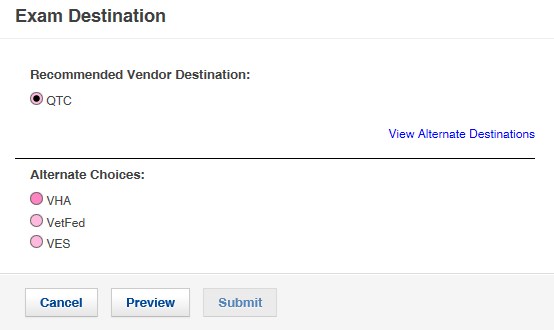 Exam Destination
Recommended Vendor Destination:
QTC
View Alternate Destinations
Alternate Choices:
VHA
VetFed
VES
Cancel Preview Submit